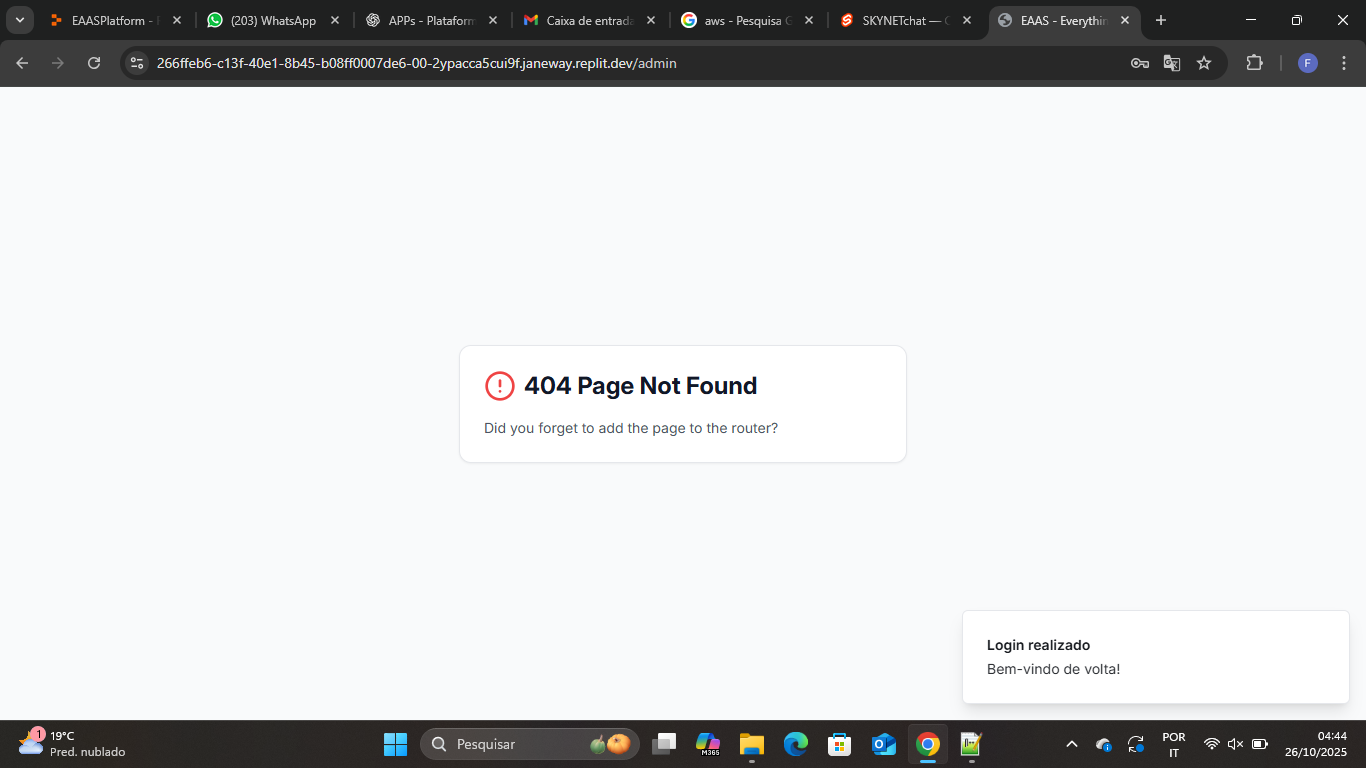 EAASPlatform -
(203) WhatsApp
APPs - Plataform
Caixa de entrada
aws - Pesquisa G
SKYNETchat —
EAAS - Everythin
266ffeb6-c13f-40e1-8b45-b08ff0007de6-00-2ypacca5cui9f.janeway.replit.dev/admin
F
404 Page Not Found
Did you forget to add the page to the router?
Login realizado
Bem-vindo de volta!
1
19°C
Pred. nublado
Pesquisar
M365
POR
IT
04:44
26/10/2025